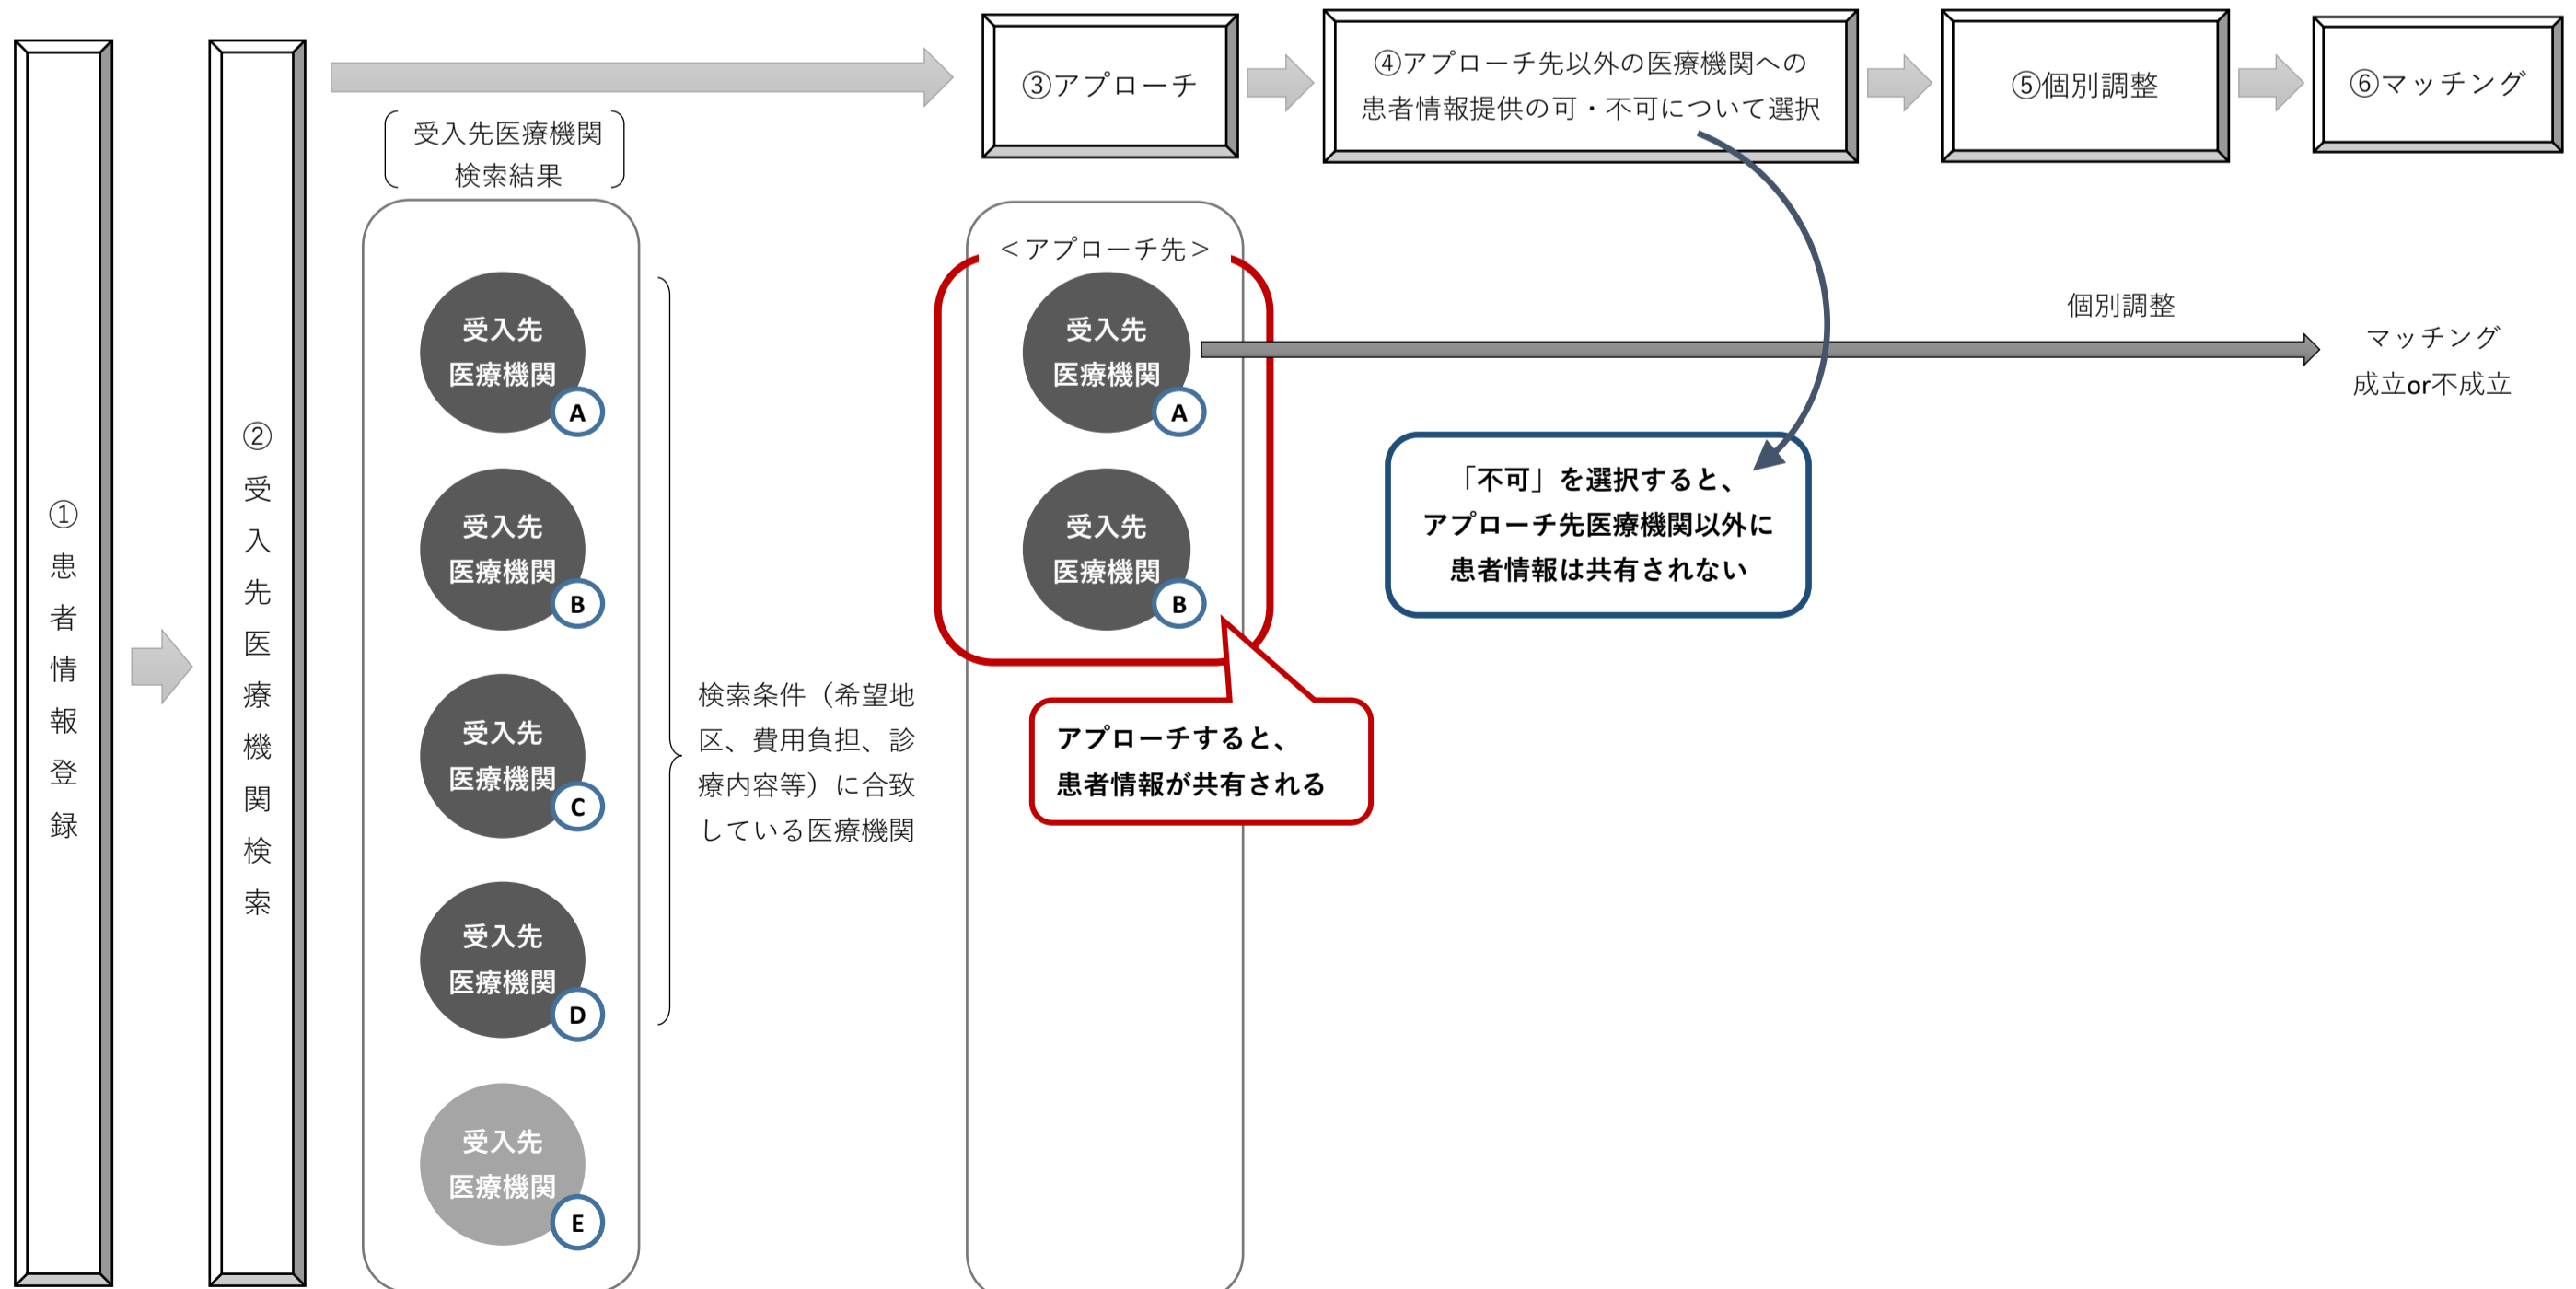 ①患者情報登録
②受入先医療機関検索
受入先医療機関
検索結果
受入先
医療機関
A
受入先
医療機関
B
受入先
医療機関
C
受入先
医療機関
D
受入先
医療機関
E
検索条件（希望地
区、費用負担、診
療内容等）に合致
している医療機関
③アプローチ
＜アプローチ先＞
受入先
医療機関
A
受入先
医療機関
B
アプローチすると、
患者情報が共有される
④アプローチ先以外の医療機関への
患者情報提供の可・不可について選択
「不可」を選択すると、
アプローチ先医療機関以外に
患者情報は共有されない
⑤個別調整
個別調整
⑥マッチング
マッチング
成立or不成立